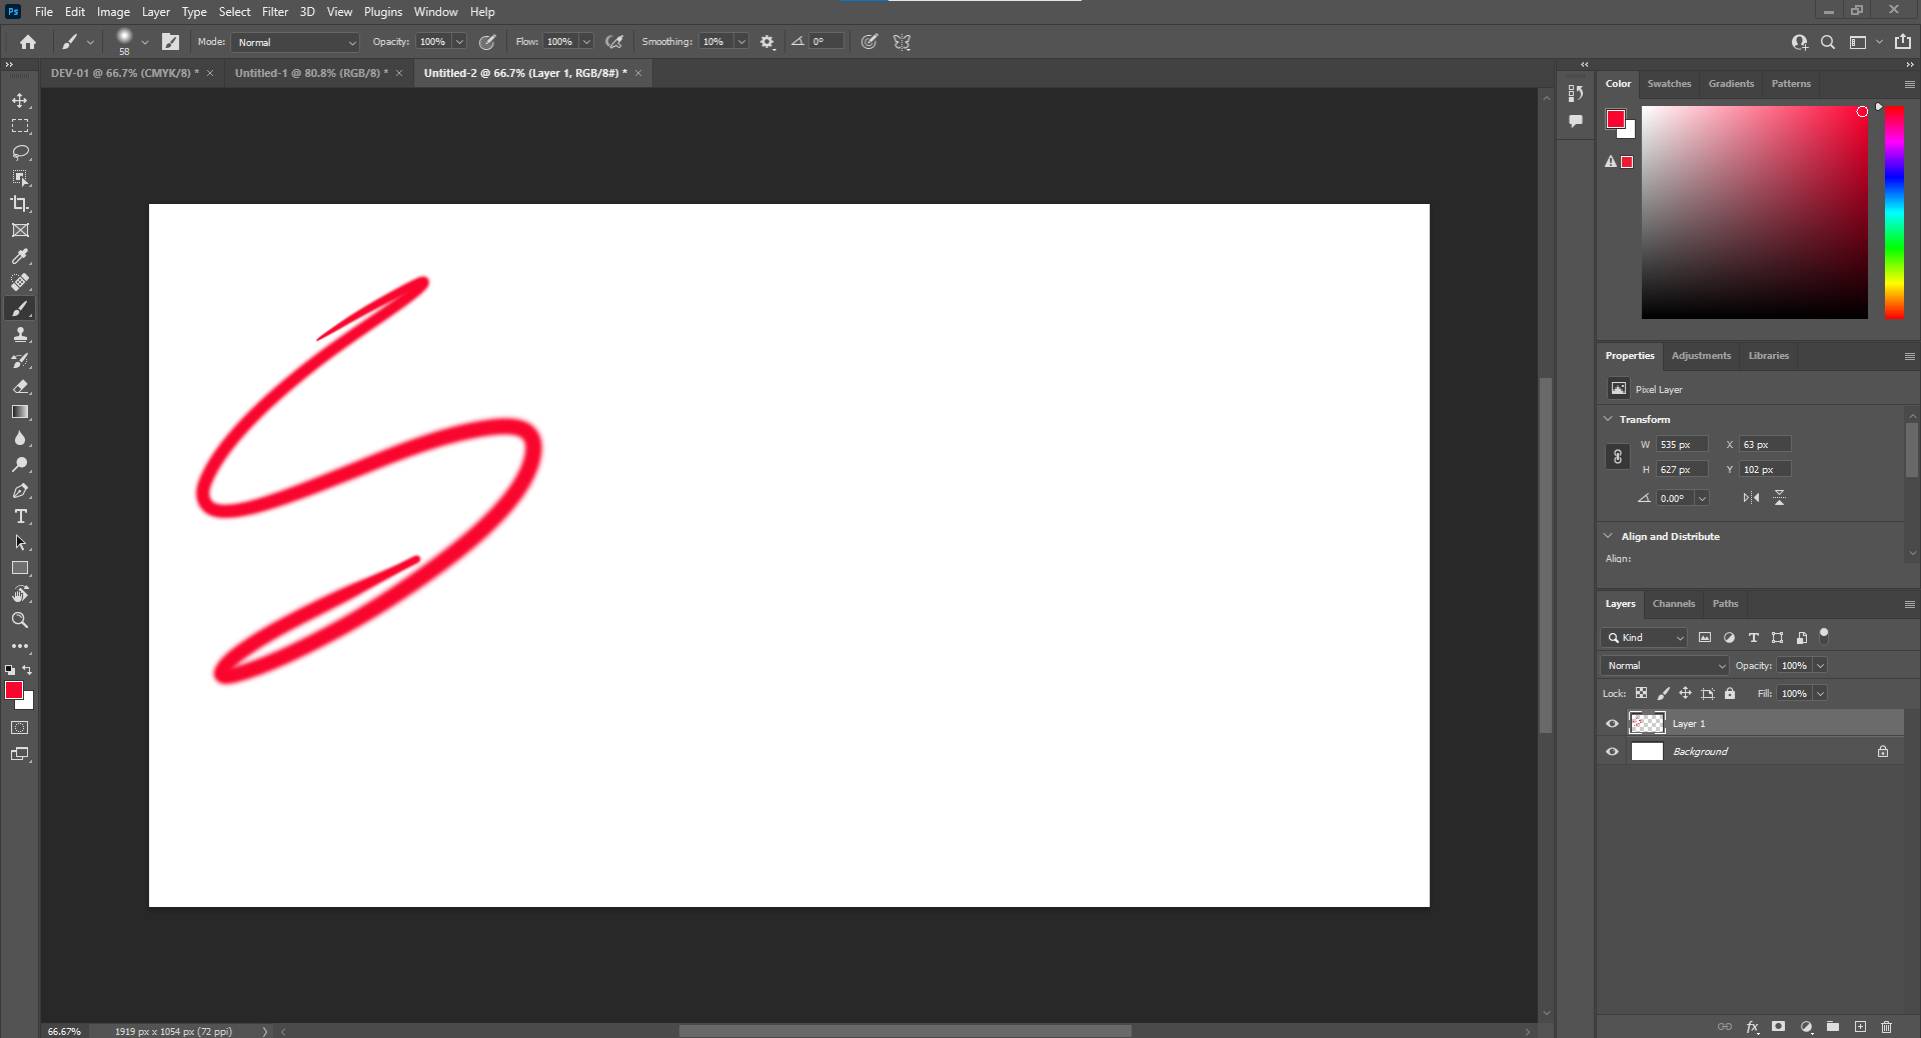 Ps File Edit Image Layer Type Select Filter 3D View Plugins Window Help
58 Mode: Normal Opacity: 100% Flow: 100% Smoothing: 10% 0°
DEV-01 @ 66.7% (CMYK/8) * × Untitled-1 @ 80.8% (RGB/8) * × Untitled-2 @ 66.7% (Layer 1, RGB/8#) * ×
Color Swatches Gradients Patterns
Properties Adjustments Libraries
Pixel Layer
Transform
W 535 px X 63 px
H 627 px Y 102 px
0.00°
Align and Distribute
Align:
Layers Channels Paths
Kind
Normal Opacity: 100%
Lock: Fill: 100%
Layer 1
Background
66.67% 1919 px x 1054 px (72 ppi)
fx